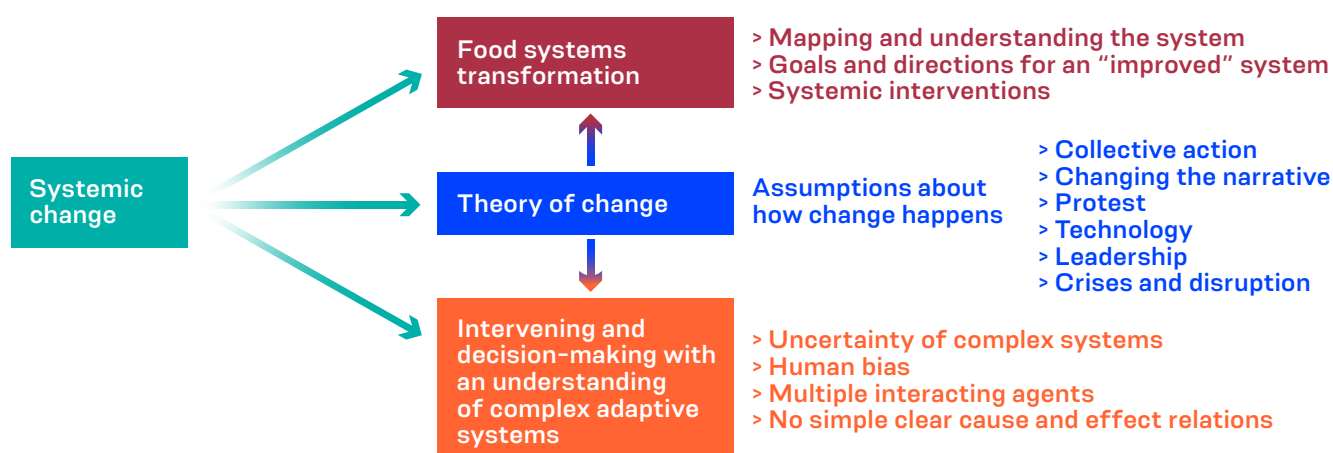 Systemic
change
Food systems
transformation
> Mapping and understanding the system
> Goals and directions for an “improved” system
> Systemic interventions
Theory of change
Assumptions about
how change happens
> Collective action
> Changing the narrative
> Protest
> Technology
> Leadership
> Crises and disruption
Intervening and
decision-making with
an understanding
of complex adaptive
systems
> Uncertainty of complex systems
> Human bias
> Multiple interacting agents
> No simple clear cause and effect relations